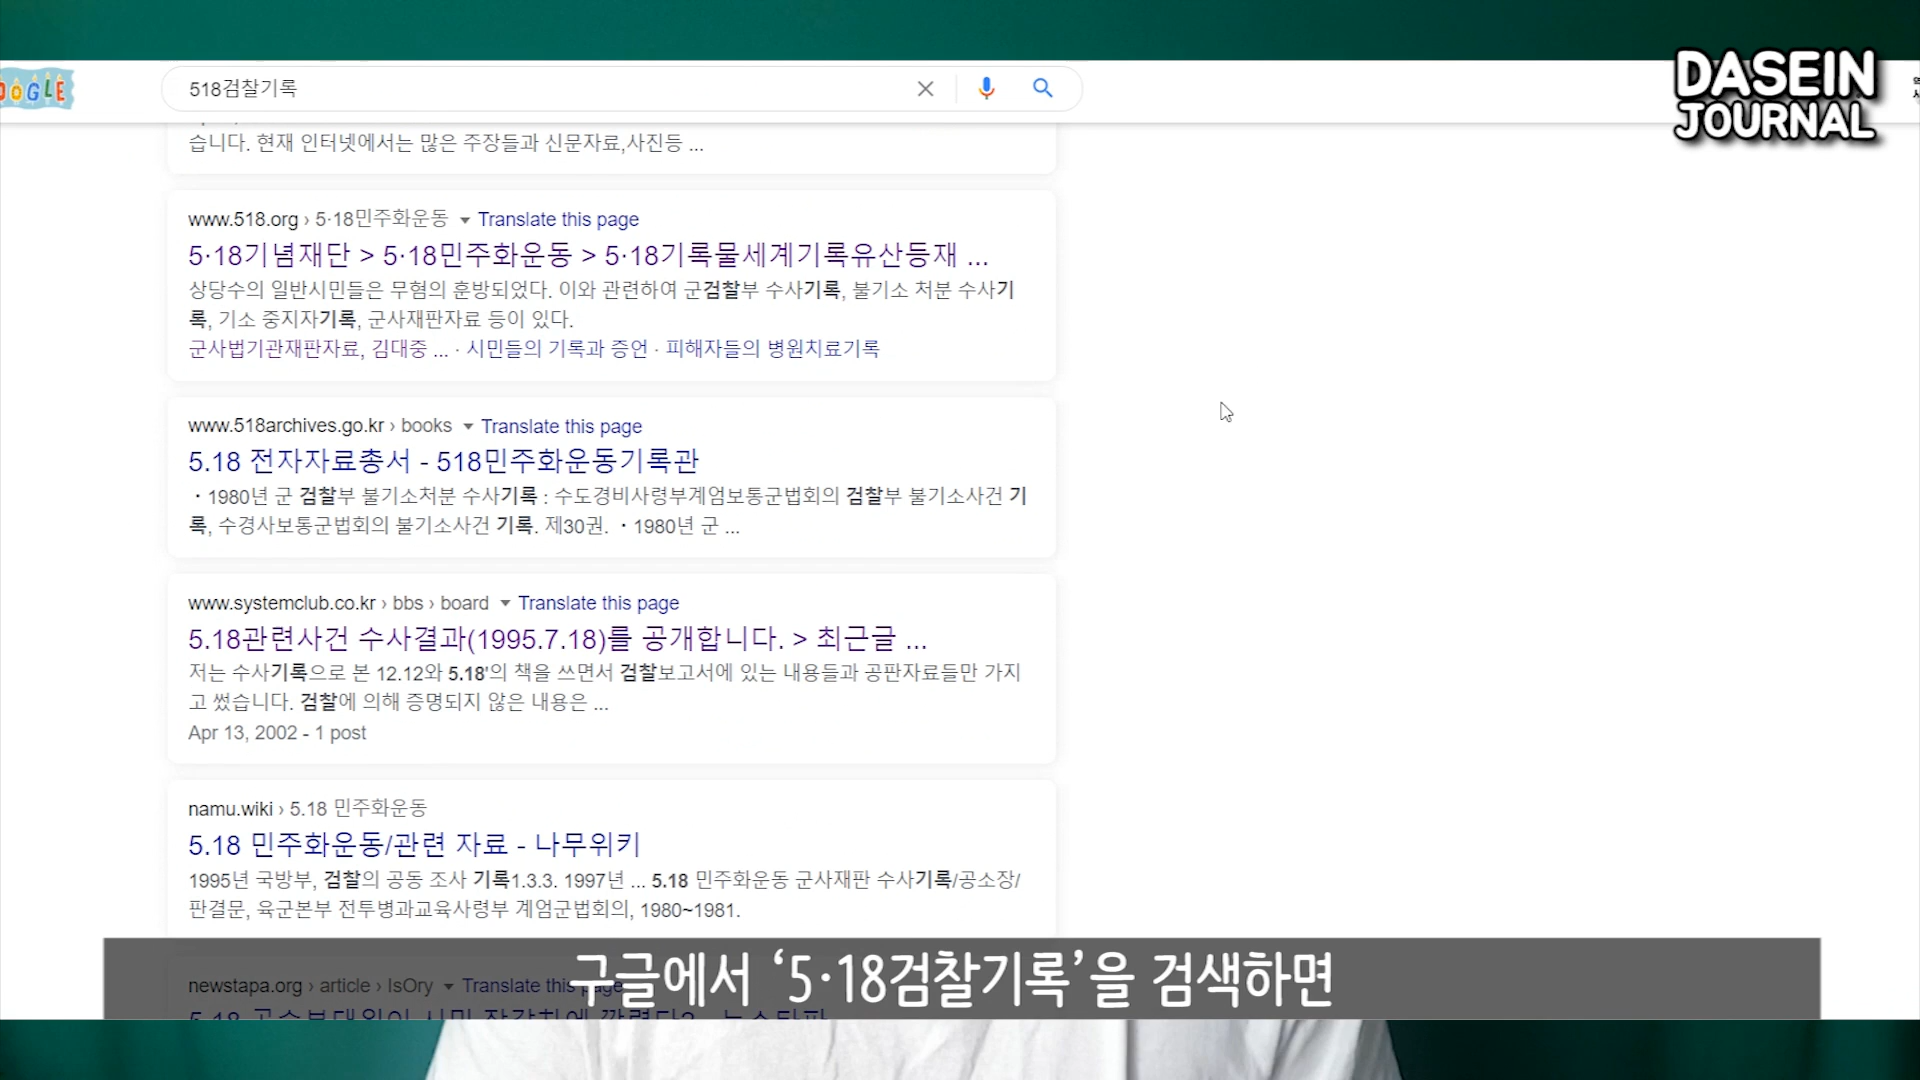 OOGLE
518검찰기록
DASEIN
JOURNAL
습니다. 현재 인터넷에서는 많은 주장들과 신문자료,사진등 ...
www.518.org › 5·18민주화운동 Translate this page
5·18기념재단 > 5·18민주화운동 > 5·18기록물세계기록유산등재 ...
상당수의 일반시민들은 무혐의 훈방되었다. 이와 관련하여 군검찰부 수사기록, 불기소 처분 수사기
록, 기소 중지자기록, 군사재판자료 등이 있다.
군사법기관재판자료, 김대중 ... · 시민들의 기록과 증언 · 피해자들의 병원치료기록
www.518archives.go.kr › books Translate this page
5.18 전자자료총서 - 518민주화운동기록관
・1980년 군 검찰부 불기소처분 수사기록 : 수도경비사령부계엄보통군법회의 검찰부 불기소사건 기
록, 수경사보통군법회의 불기소사건 기록. 제30권. ・1980년 군 ...
www.systemclub.co.kr › bbs › board Translate this page
5.18관련사건 수사결과(1995.7.18)를 공개합니다. > 최근글 ...
저는 수사기록으로 본 12.12와 5.18'의 책을 쓰면서 검찰보고서에 있는 내용들과 공판자료들만 가지
고 썼습니다. 검찰에 의해 증명되지 않은 내용은 ...
Apr 13, 2002 - 1 post
namu.wiki › 5.18 민주화운동
5.18 민주화운동/관련 자료 - 나무위키
1995년 국방부, 검찰의 공동 조사 기록1.3.3. 1997년 ... 5.18 민주화운동 군사재판 수사기록/공소장/
판결문, 육군본부 전투병과교육사령부 계엄군법회의, 1980~1981.
newstapa.org › article › IsOry Translate this page
구글에서 ‘5·18검찰기록’을 검색하면